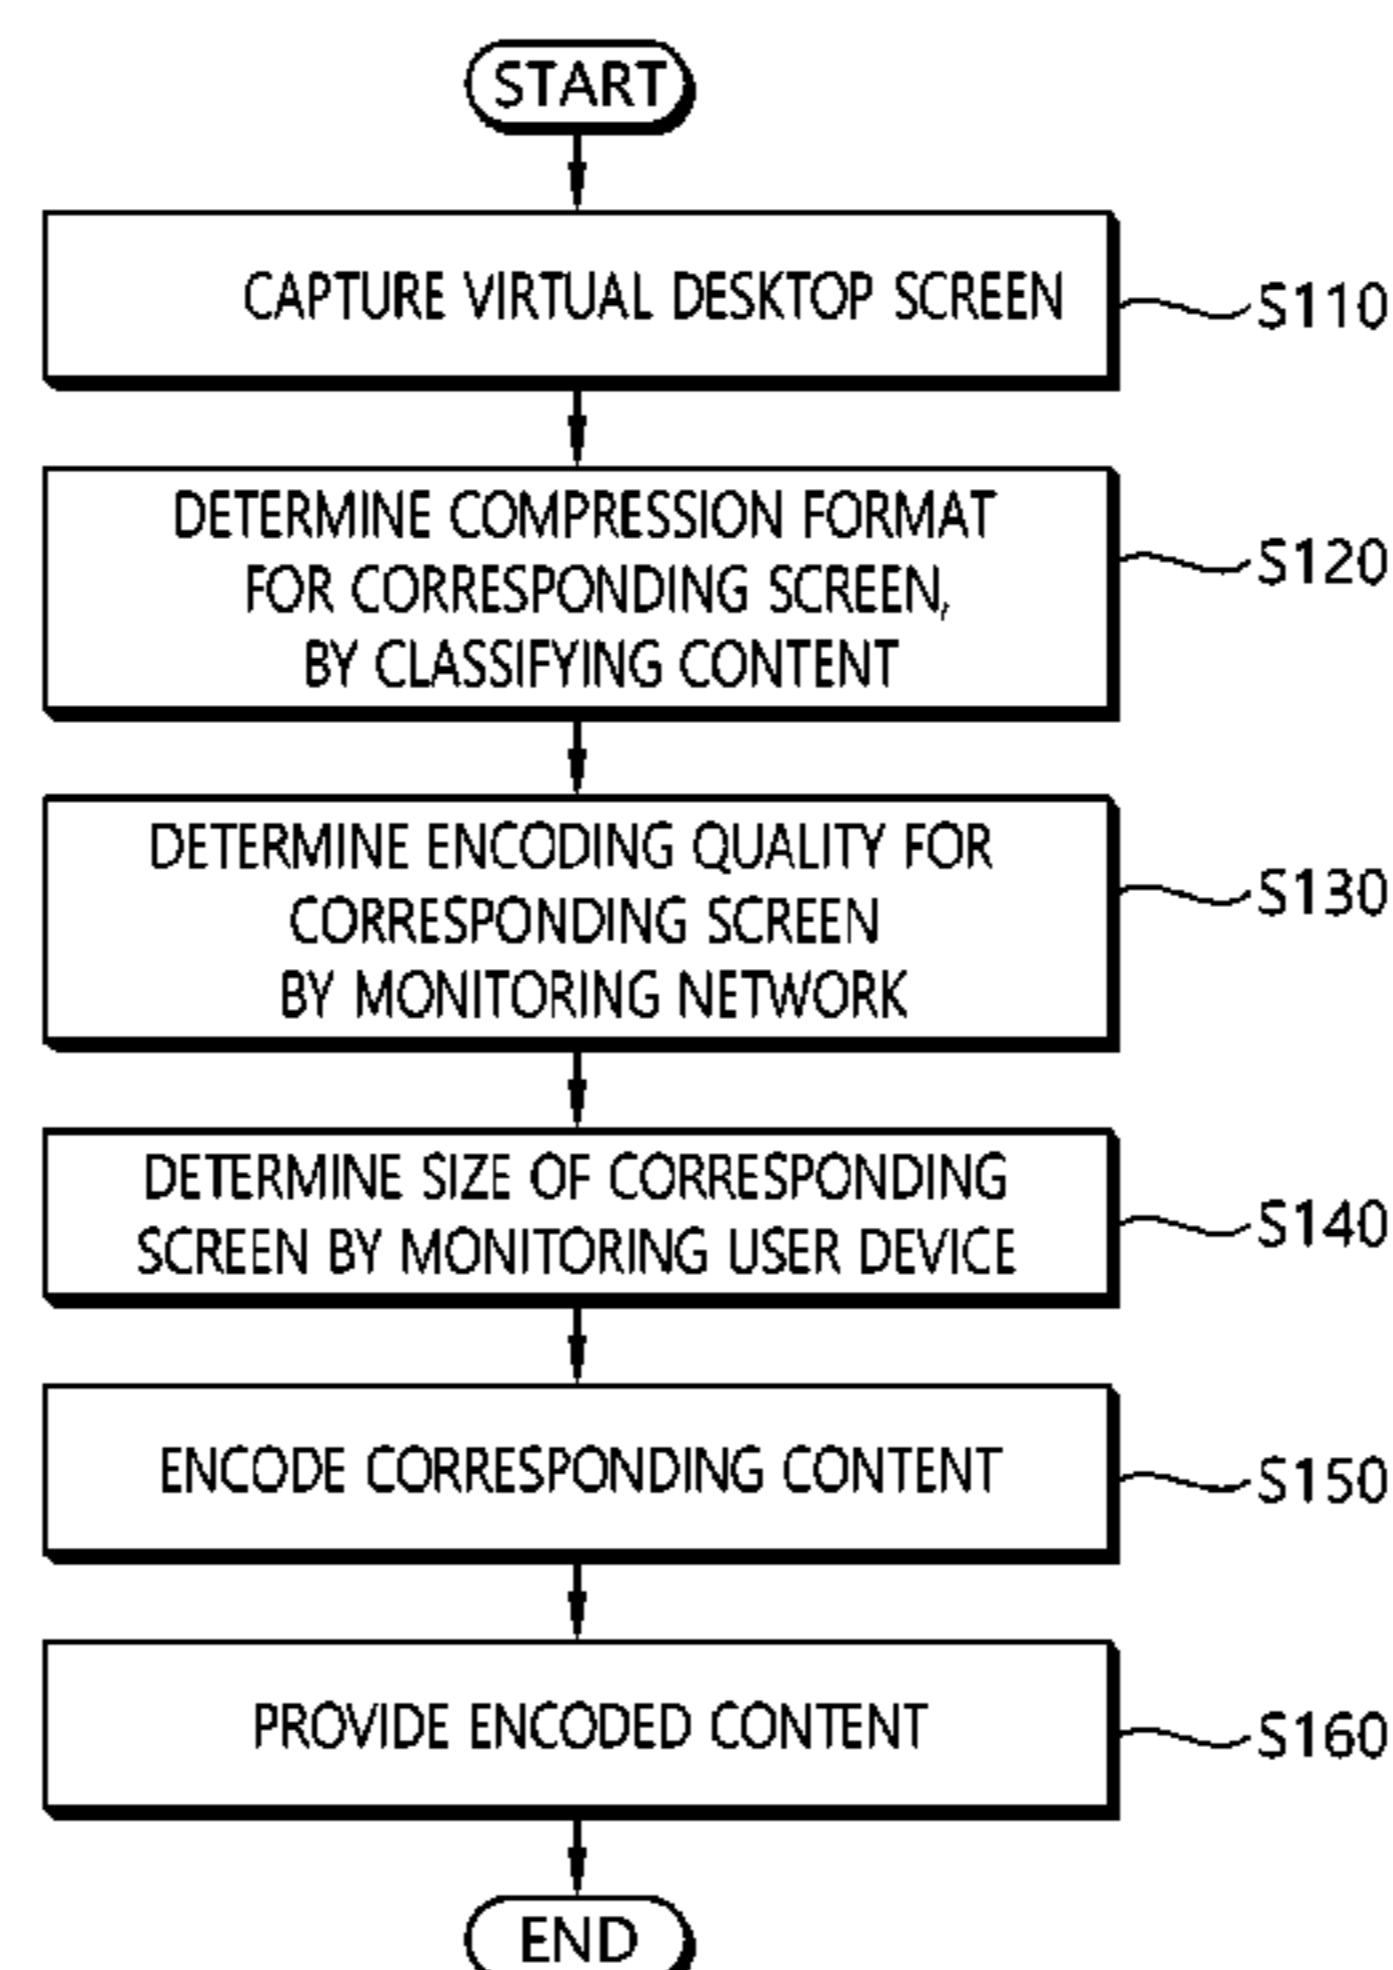 START
CAPTURE VIRTUAL DESKTOP SCREEN
S110
DETERMINE COMPRESSION FORMAT
FOR CORRESPONDING SCREEN,
BY CLASSIFYING CONTENT
S120
DETERMINE ENCODING QUALITY FOR
CORRESPONDING SCREEN
BY MONITORING NETWORK
S130
DETERMINE SIZE OF CORRESPONDING
SCREEN BY MONITORING USER DEVICE
S140
ENCODE CORRESPONDING CONTENT
S150
PROVIDE ENCODED CONTENT
S160
END